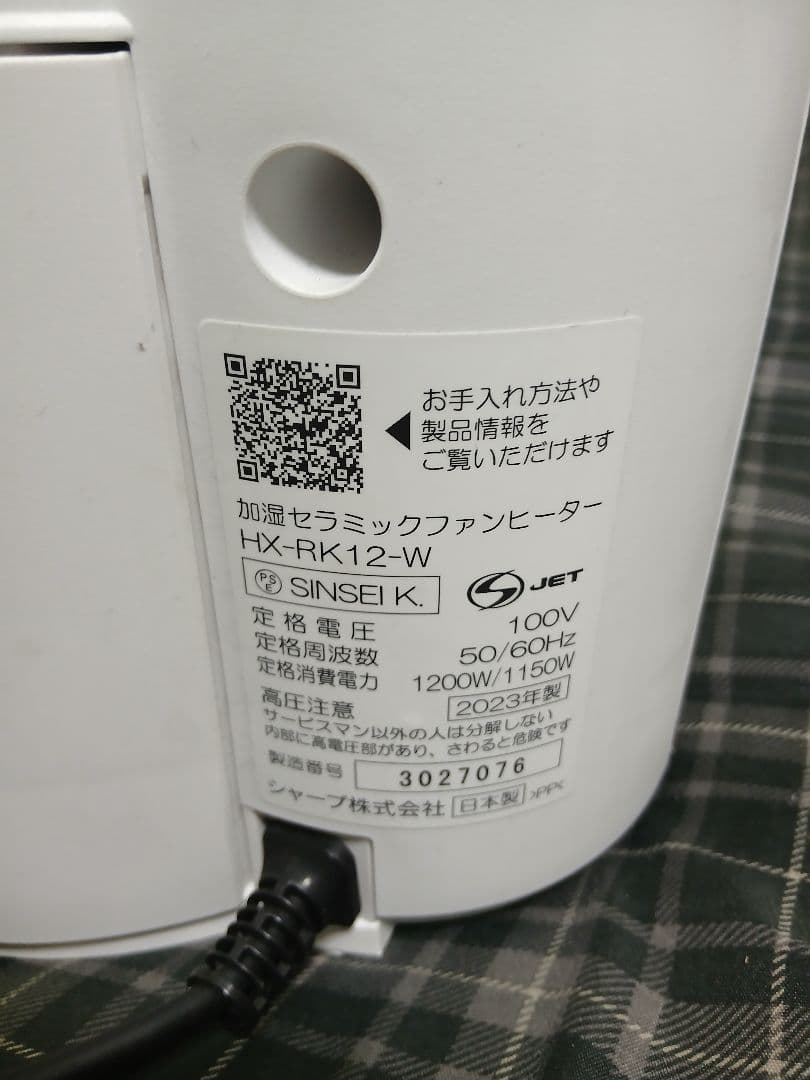 お手入れ方法や
製品情報を
ご覧いただけます
加湿セラミックファンヒーター
HX-RK12-W
PSE SINSEI K. S JET
定格電圧 100V
定格周波数 50/60Hz
定格消費電力 1200W/1150W
高圧注意 2023年製
サービスマン以外の人は分解しない
内部に高電圧部があり、さわると危険です
製造番号 3027076
シャープ株式会社 日本製 >PP<